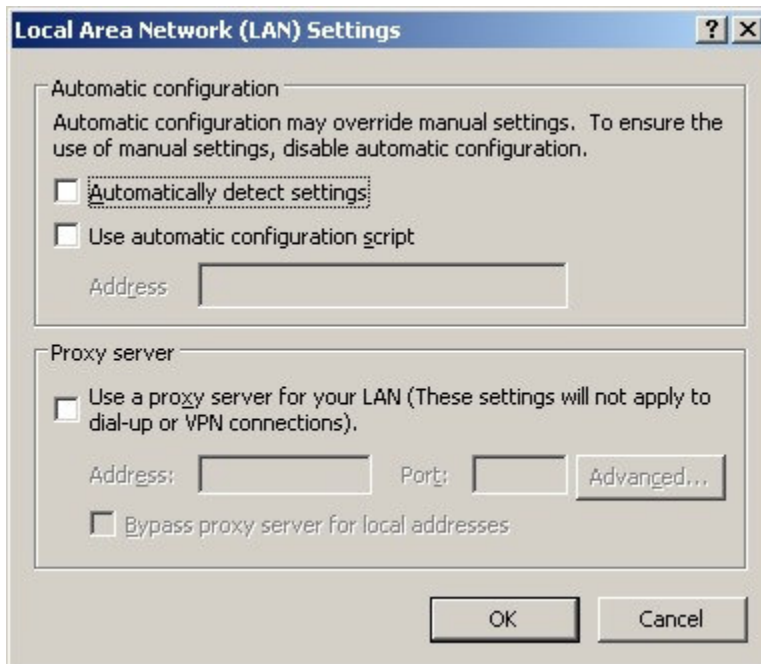 Local Area Network (LAN) Settings
Automatic configuration
Automatic configuration may override manual settings. To ensure the
use of manual settings, disable automatic configuration.
Automatically detect settings
Use automatic configuration script
Address
Proxy server
Use a proxy server for your LAN (These settings will not apply to
dial-up or VPN connections).
Address:
Port:
Advanced...
Bypass proxy server for local addresses
OK
Cancel